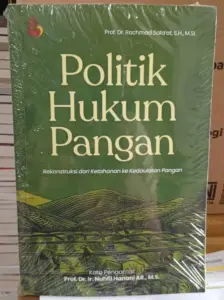 Prof. Dr. Rachmad Safa'at, S.H., M.Si.
Politik
Hukum
Pangan
Rekonstruksi dari Ketahanan ke Kedaulatan Pangan
Kata Pengantar
Prof. Dr. Ir. Nuhfil Hanani AR., M.S.